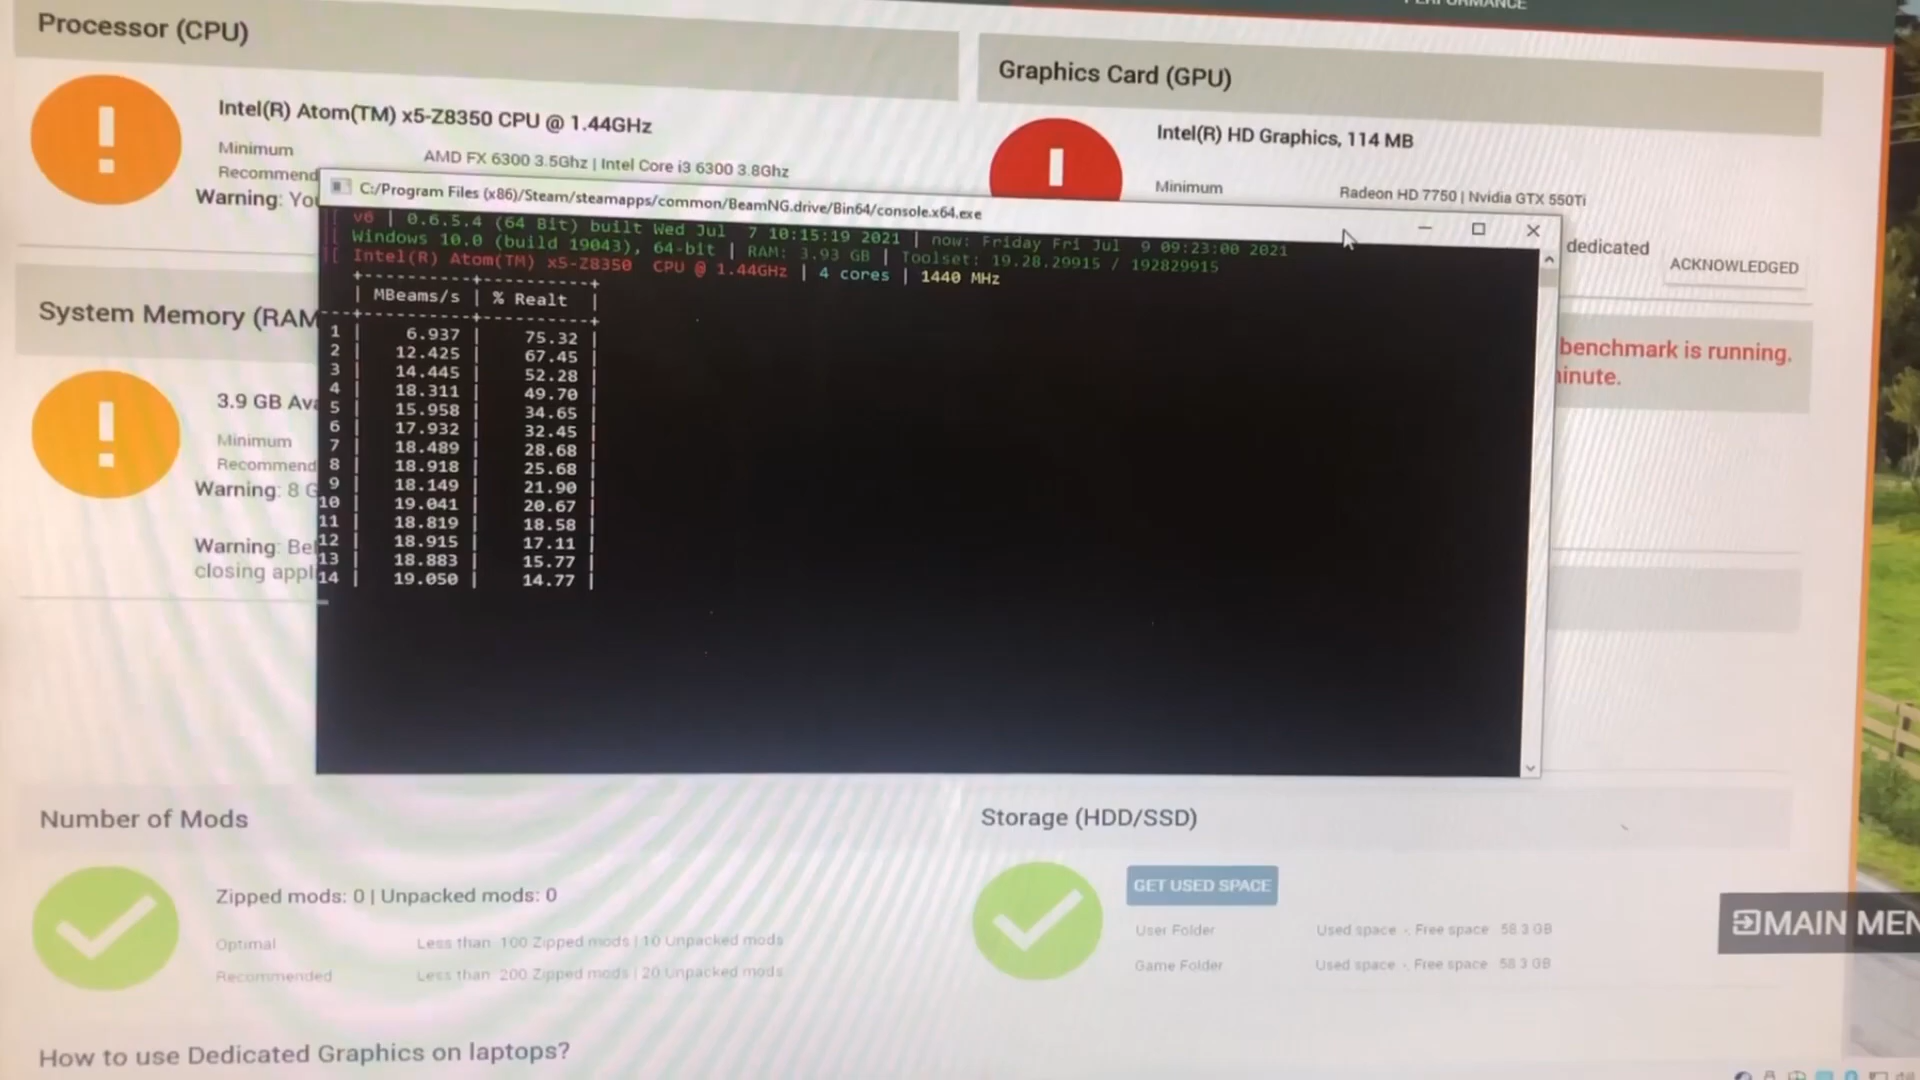 PERFORMANCE
Processor (CPU)
Graphics Card (GPU)
Intel(R) Atom(TM) x5-Z8350 CPU @ 1.44GHz
Minimum AMD FX 6300 3.5Ghz | Intel Core i3 6300 3.8Ghz
Recommend
Warning: You
Intel(R) HD Graphics, 114 MB
Minimum Radeon HD 7750 | Nvidia GTX 550Ti
dedicated
ACKNOWLEDGED
C:/Program Files (x86)/Steam/steamapps/common/BeamNG.drive/Bin64/console.x64.exe
v6 | 0.6.5.4 (64 Bit) built Wed Jul 7 10:15:19 2021 | now: Friday Fri Jul 9 09:23:00 2021
Windows 10.0 (build 19043), 64-bit | RAM: 3.93 GB | Toolset: 19.28.29915 / 192829915
Intel(R) Atom(TM) x5-Z8350 CPU @ 1.44GHz | 4 cores | 1440 MHz
| MBeams/s | % Realt |
1 | 6.937 | 75.32 |
2 | 12.425 | 67.45 |
3 | 14.445 | 52.28 |
4 | 18.311 | 49.70 |
5 | 15.958 | 34.65 |
6 | 17.932 | 32.45 |
7 | 18.489 | 28.68 |
8 | 18.918 | 25.68 |
9 | 18.149 | 21.90 |
10 | 19.041 | 20.67 |
11 | 18.819 | 18.58 |
12 | 18.915 | 17.11 |
13 | 18.883 | 15.77 |
14 | 19.050 | 14.77 |
benchmark is running.
minute.
System Memory (RAM
3.9 GB Ava
Minimum
Recommend
Warning: 8 G
Warning: Bel
closing appli
Number of Mods
Zipped mods: 0 | Unpacked mods: 0
Optimal Less than 100 Zipped mods | 10 Unpacked mods
Recommended Less than 200 Zipped mods | 20 Unpacked mods
Storage (HDD/SSD)
GET USED SPACE
User Folder Used space - Free space 58.3 GB
Game Folder Used space - Free space 58.3 GB
MAIN MEN
How to use Dedicated Graphics on laptops?